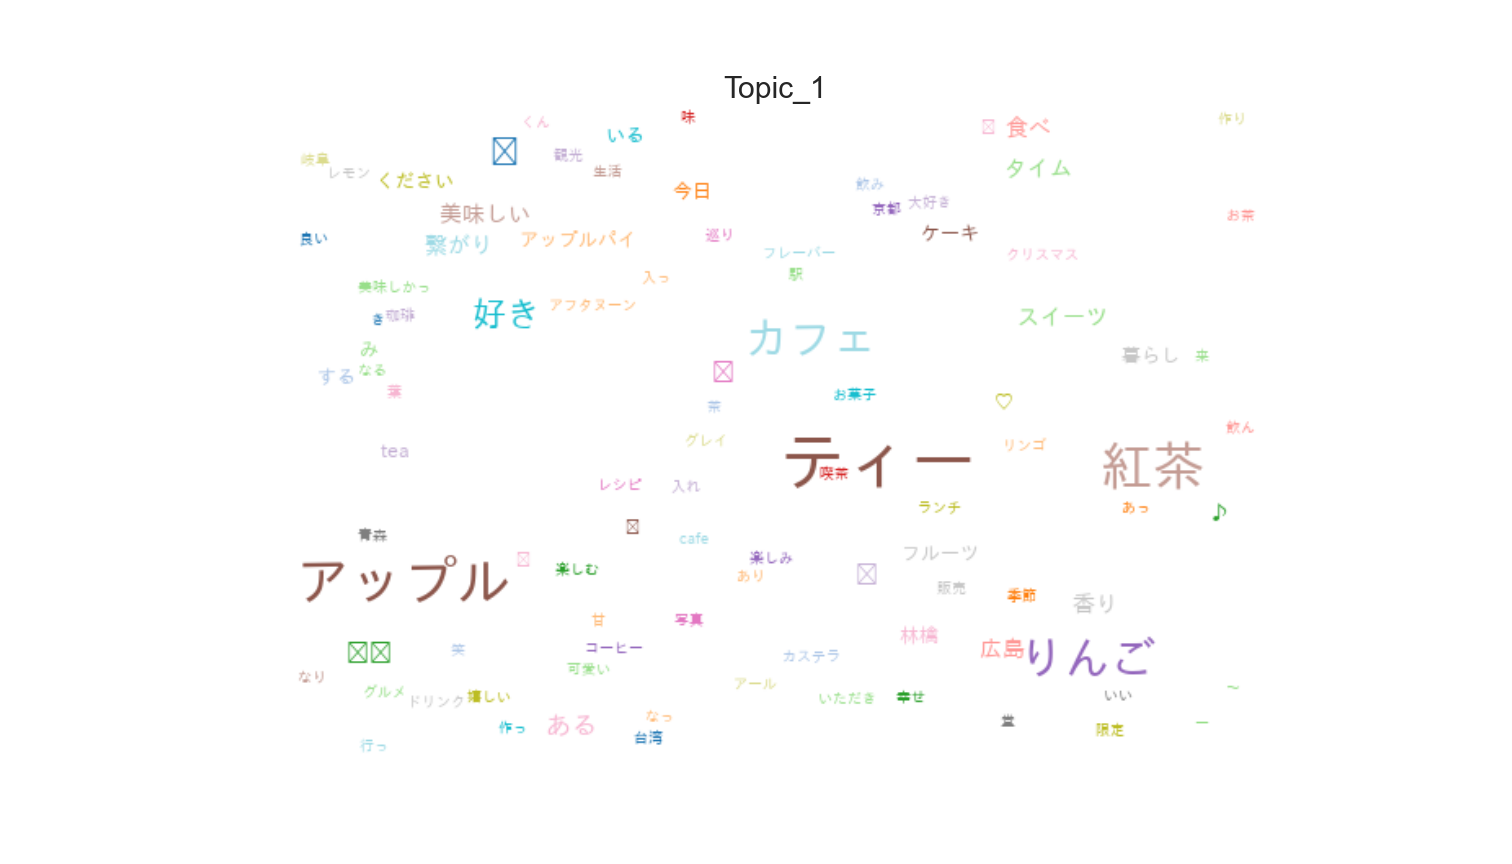 Topic_1
味
くん
いる
食べ
作り
観光
岐阜
レモン
生活
ください
今日
タイム
飲み
京都
大好き
美味しい
お茶
良い
繋がり
アップルパイ
巡り
ケーキ
フレーバー
クリスマス
駅
入っ
美味しかっ
アフタヌーン
き
珈琲
好き
スイーツ
カフェ
み
暮らし
来
する
なる
葉
お菓子
♡
茶
グレイ
リンゴ
飲ん
tea
ティー
喫茶
紅茶
レシピ
入れ
ランチ
あっ
♪
青森
cafe
楽しみ
フルーツ
アップル
楽しむ
あり
販売
季節
香り
甘
写真
林檎
広島
りんご
笑
コーヒー
カステラ
可愛い
なり
アール
グルメ
ドリンク
嬉しい
いただき
幸せ
いい
～
作っ
ある
なっ
台湾
堂
限定
ー
行っ